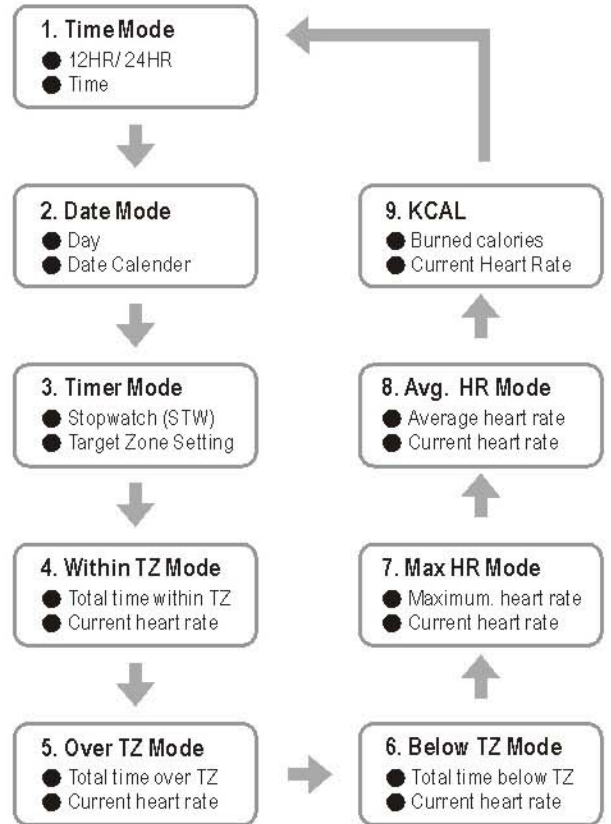 1. Time Mode
● 12HR/ 24HR
● Time
2. Date Mode
● Day
● Date Calender
3. Timer Mode
● Stopwatch (STW)
● Target Zone Setting
4. Within TZ Mode
● Total time within TZ
● Current heart rate
5. Over TZ Mode
● Total time over TZ
● Current heart rate
6. Below TZ Mode
● Total time below TZ
● Current heart rate
7. Max HR Mode
● Maximum. heart rate
● Current heart rate
8. Avg. HR Mode
● Average heart rate
● Current heart rate
9. KCAL
● Burned calories
● Current Heart Rate